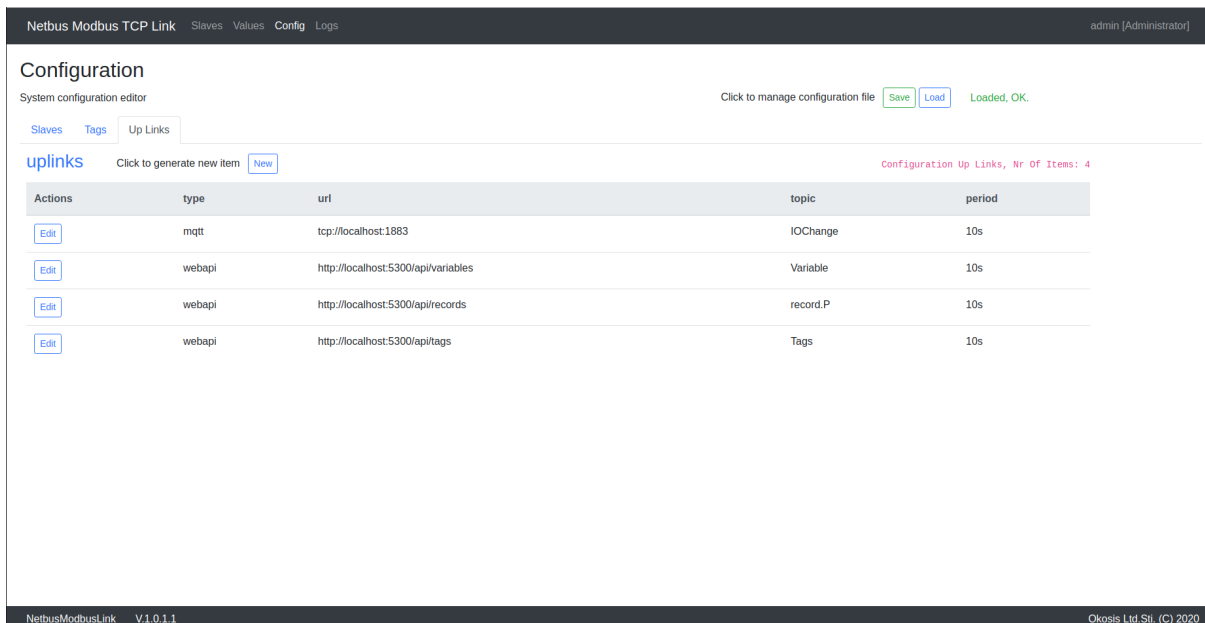 Netbus Modbus TCP Link Slaves Values Config Logs admin [Administrator]
Configuration
System configuration editor Click to manage configuration file Save Load Loaded, OK.
Slaves Tags Up Links
uplinks Click to generate new item New Configuration Up Links, Nr Of Items: 4
Actions type url topic period
Edit mqtt tcp://localhost:1883 IOChange 10s
Edit webapi http://localhost:5300/api/variables Variable 10s
Edit webapi http://localhost:5300/api/records record.P 10s
Edit webapi http://localhost:5300/api/tags Tags 10s
NetbusModbusLink V.1.0.1.1 Okosis Ltd.Sti. (C) 2020